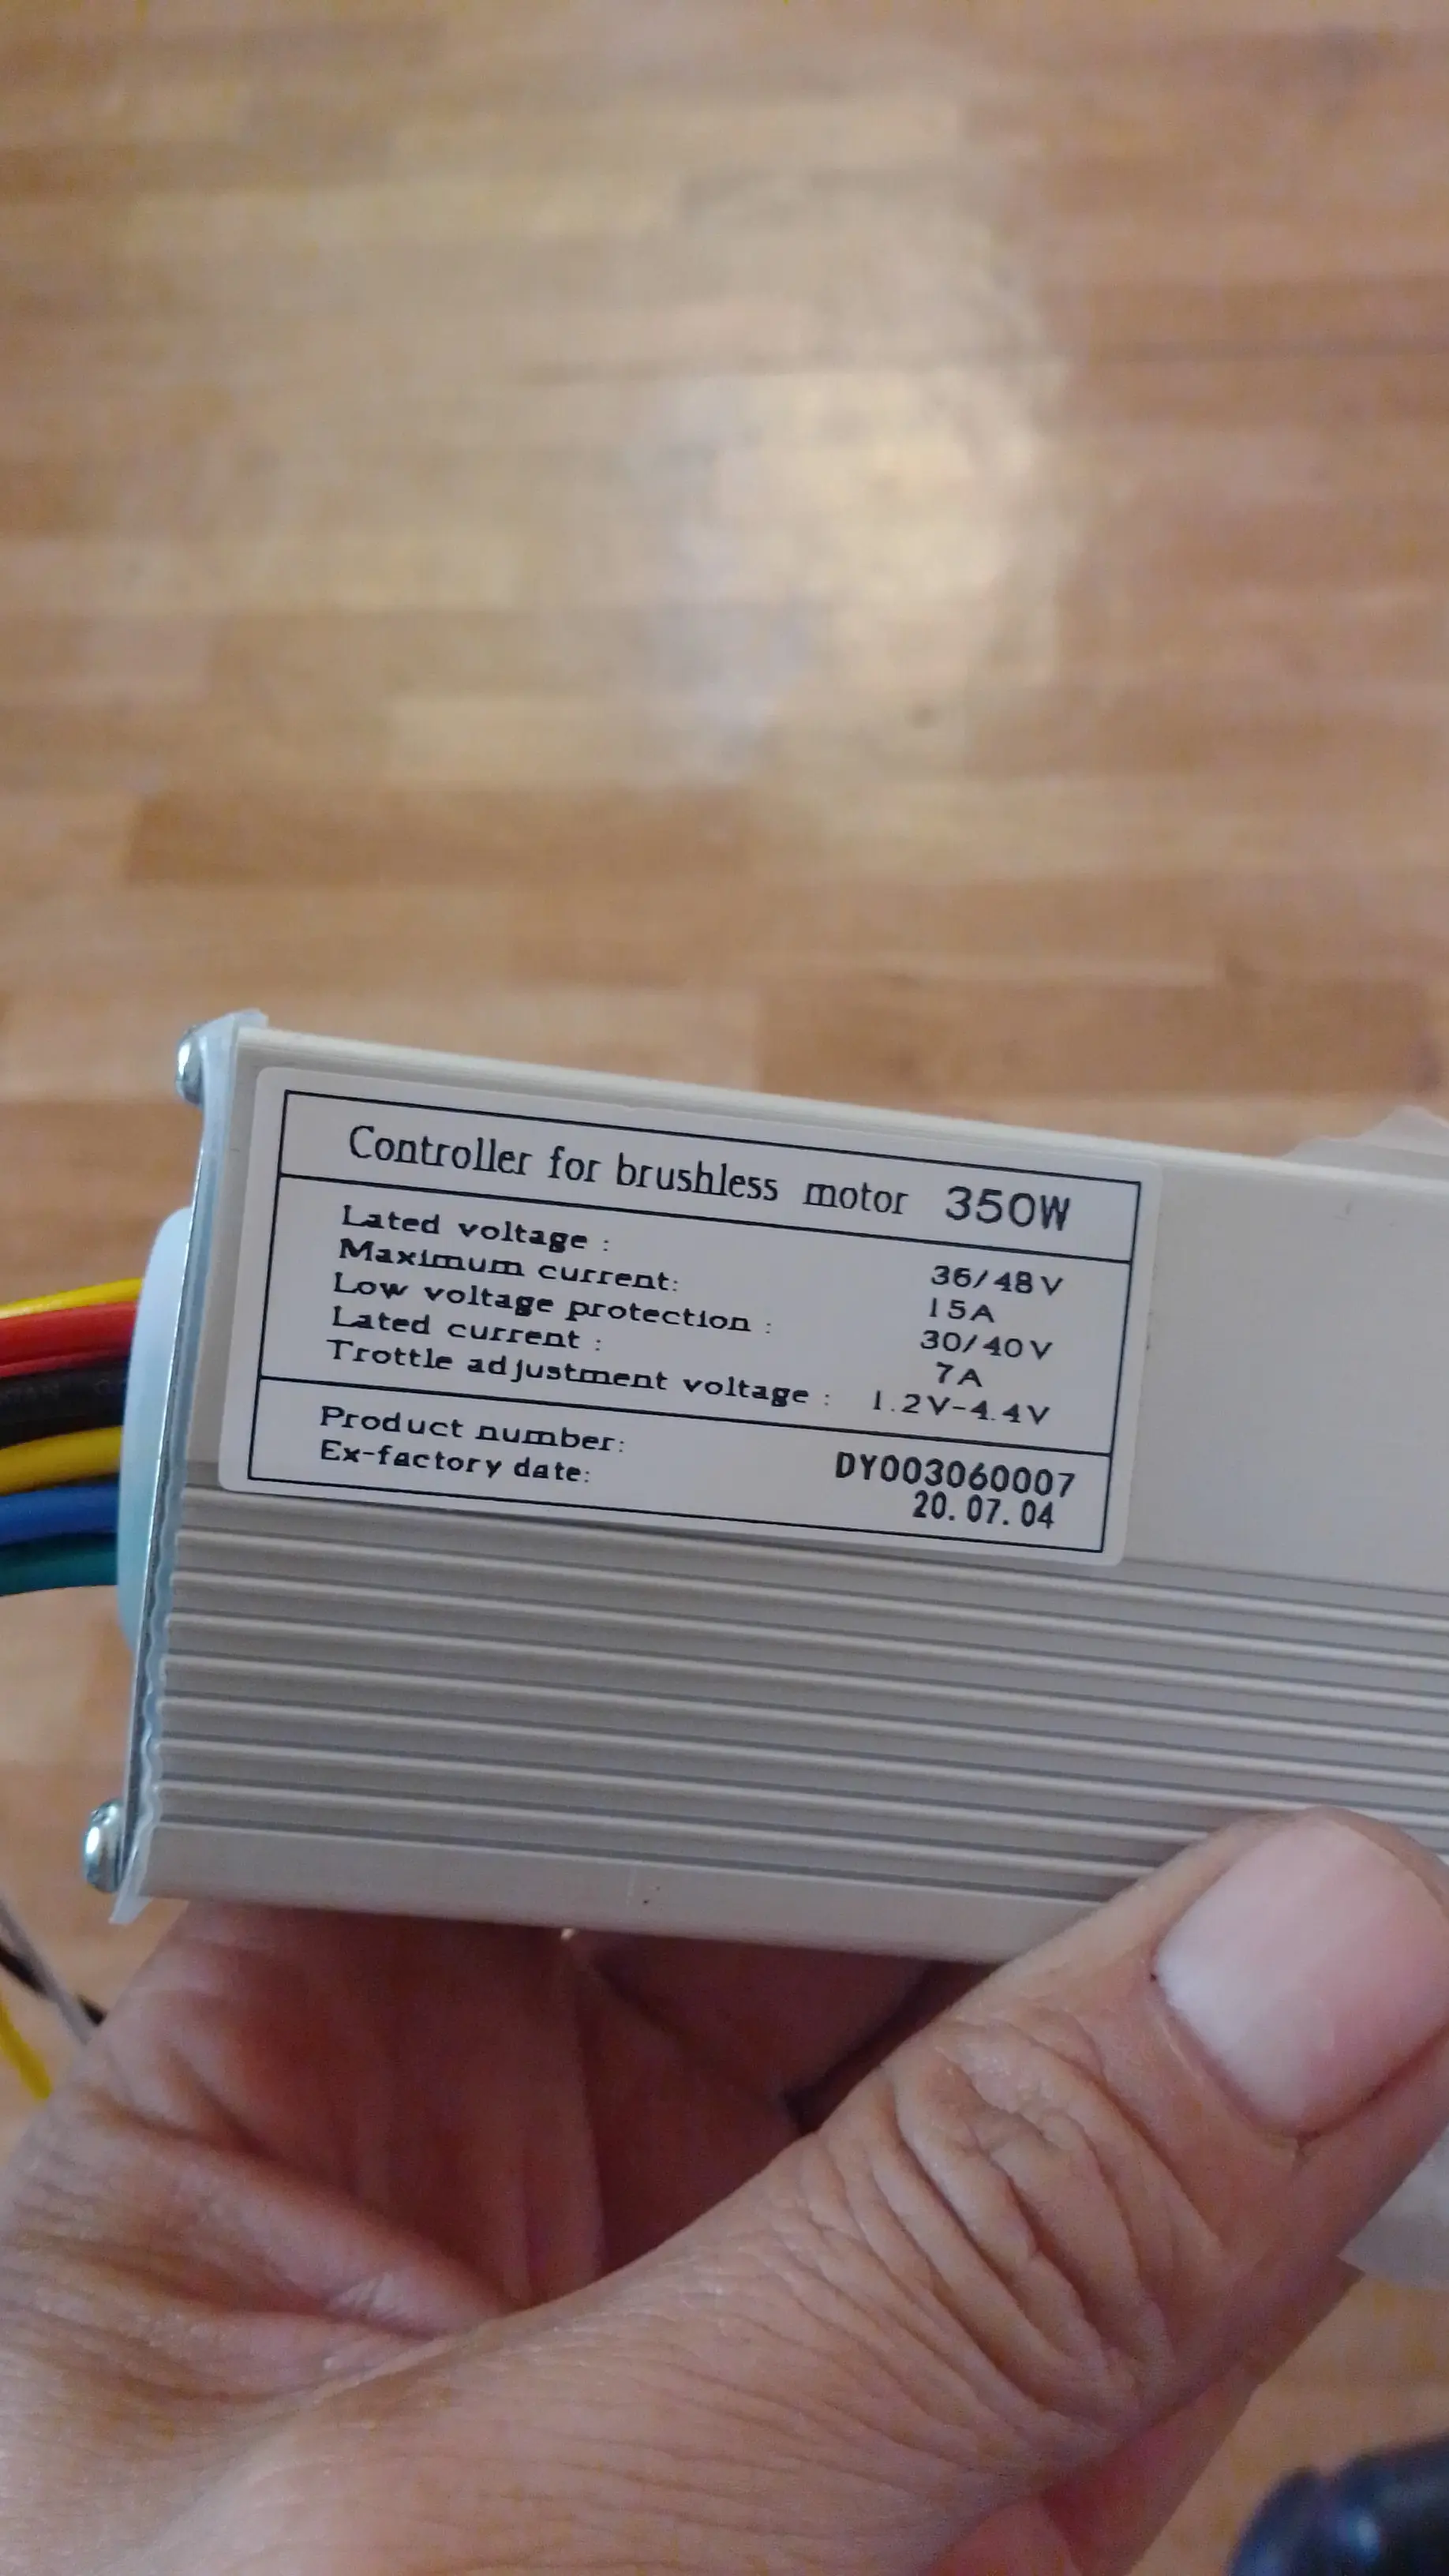 Controller for brushless motor 350W
Lated voltage : 36/48V
Maximum current: 15A
Low voltage protection : 30/40V
Lated current : 7A
Trottle adjustment voltage : 1.2V-4.4V
Product number: DY003060007
Ex-factory date: 20.07.04